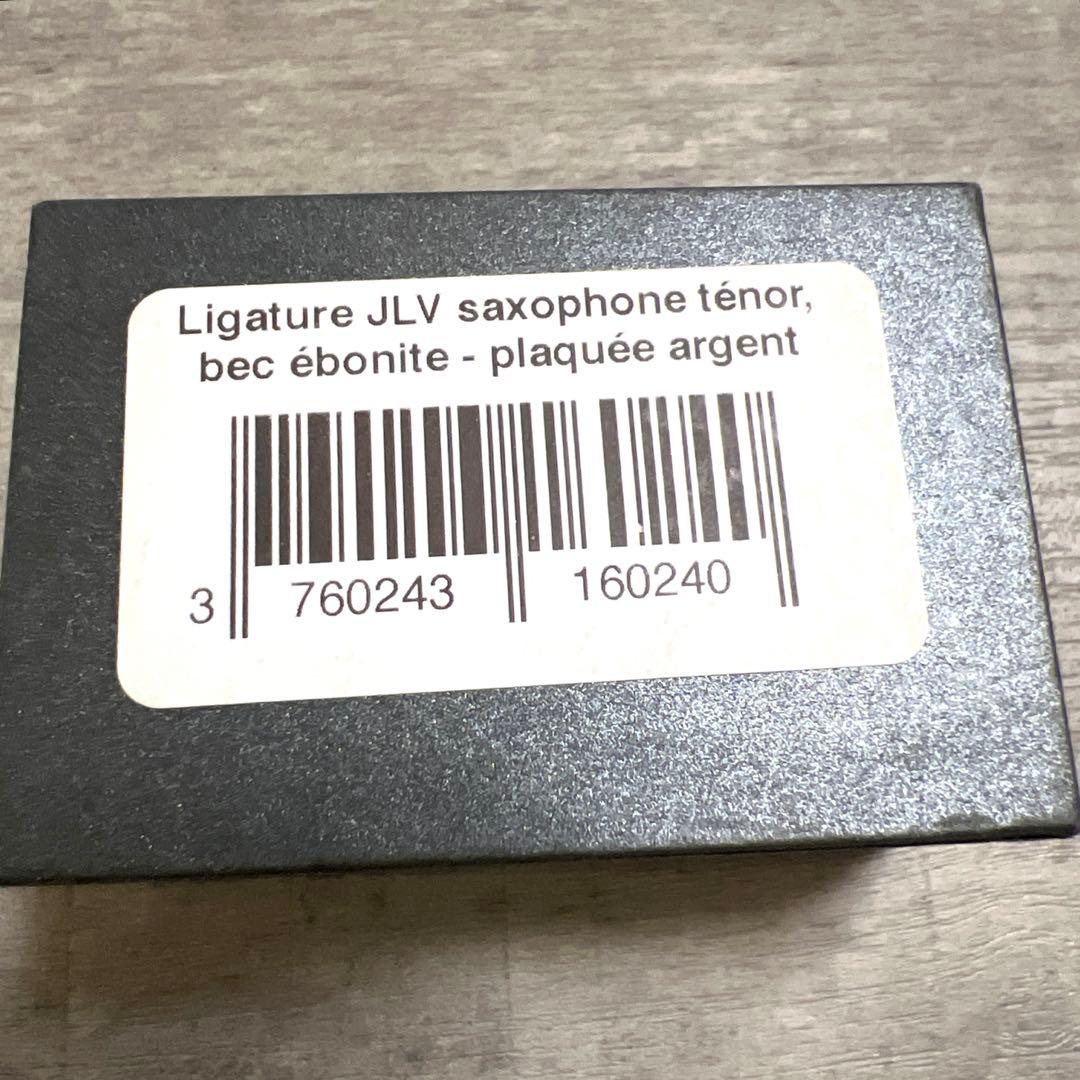 Ligature JLV saxophone ténor,
bec ébonite - plaquée argent
3 760243 160240